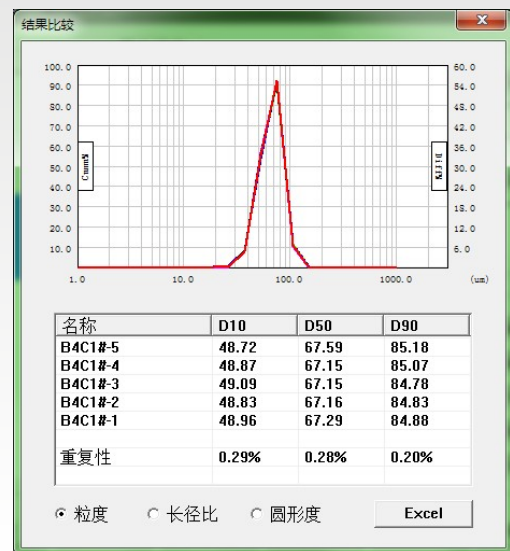 结果比较
100.0 60.0
90.0 54.0
80.0 48.0
70.0 42.0
60.0 36.0
50.0 Cumm% Diff% 30.0
40.0 24.0
30.0 18.0
20.0 12.0
10.0 6.0
1.0 10.0 100.0 1000.0 (um)
名称 D10 D50 D90
B4C1#-5 48.72 67.59 85.18
B4C1#-4 48.87 67.15 85.07
B4C1#-3 49.09 67.15 84.78
B4C1#-2 48.83 67.16 84.83
B4C1#-1 48.96 67.29 84.88
重复性 0.29% 0.28% 0.20%
粒度 长径比 圆形度 Excel